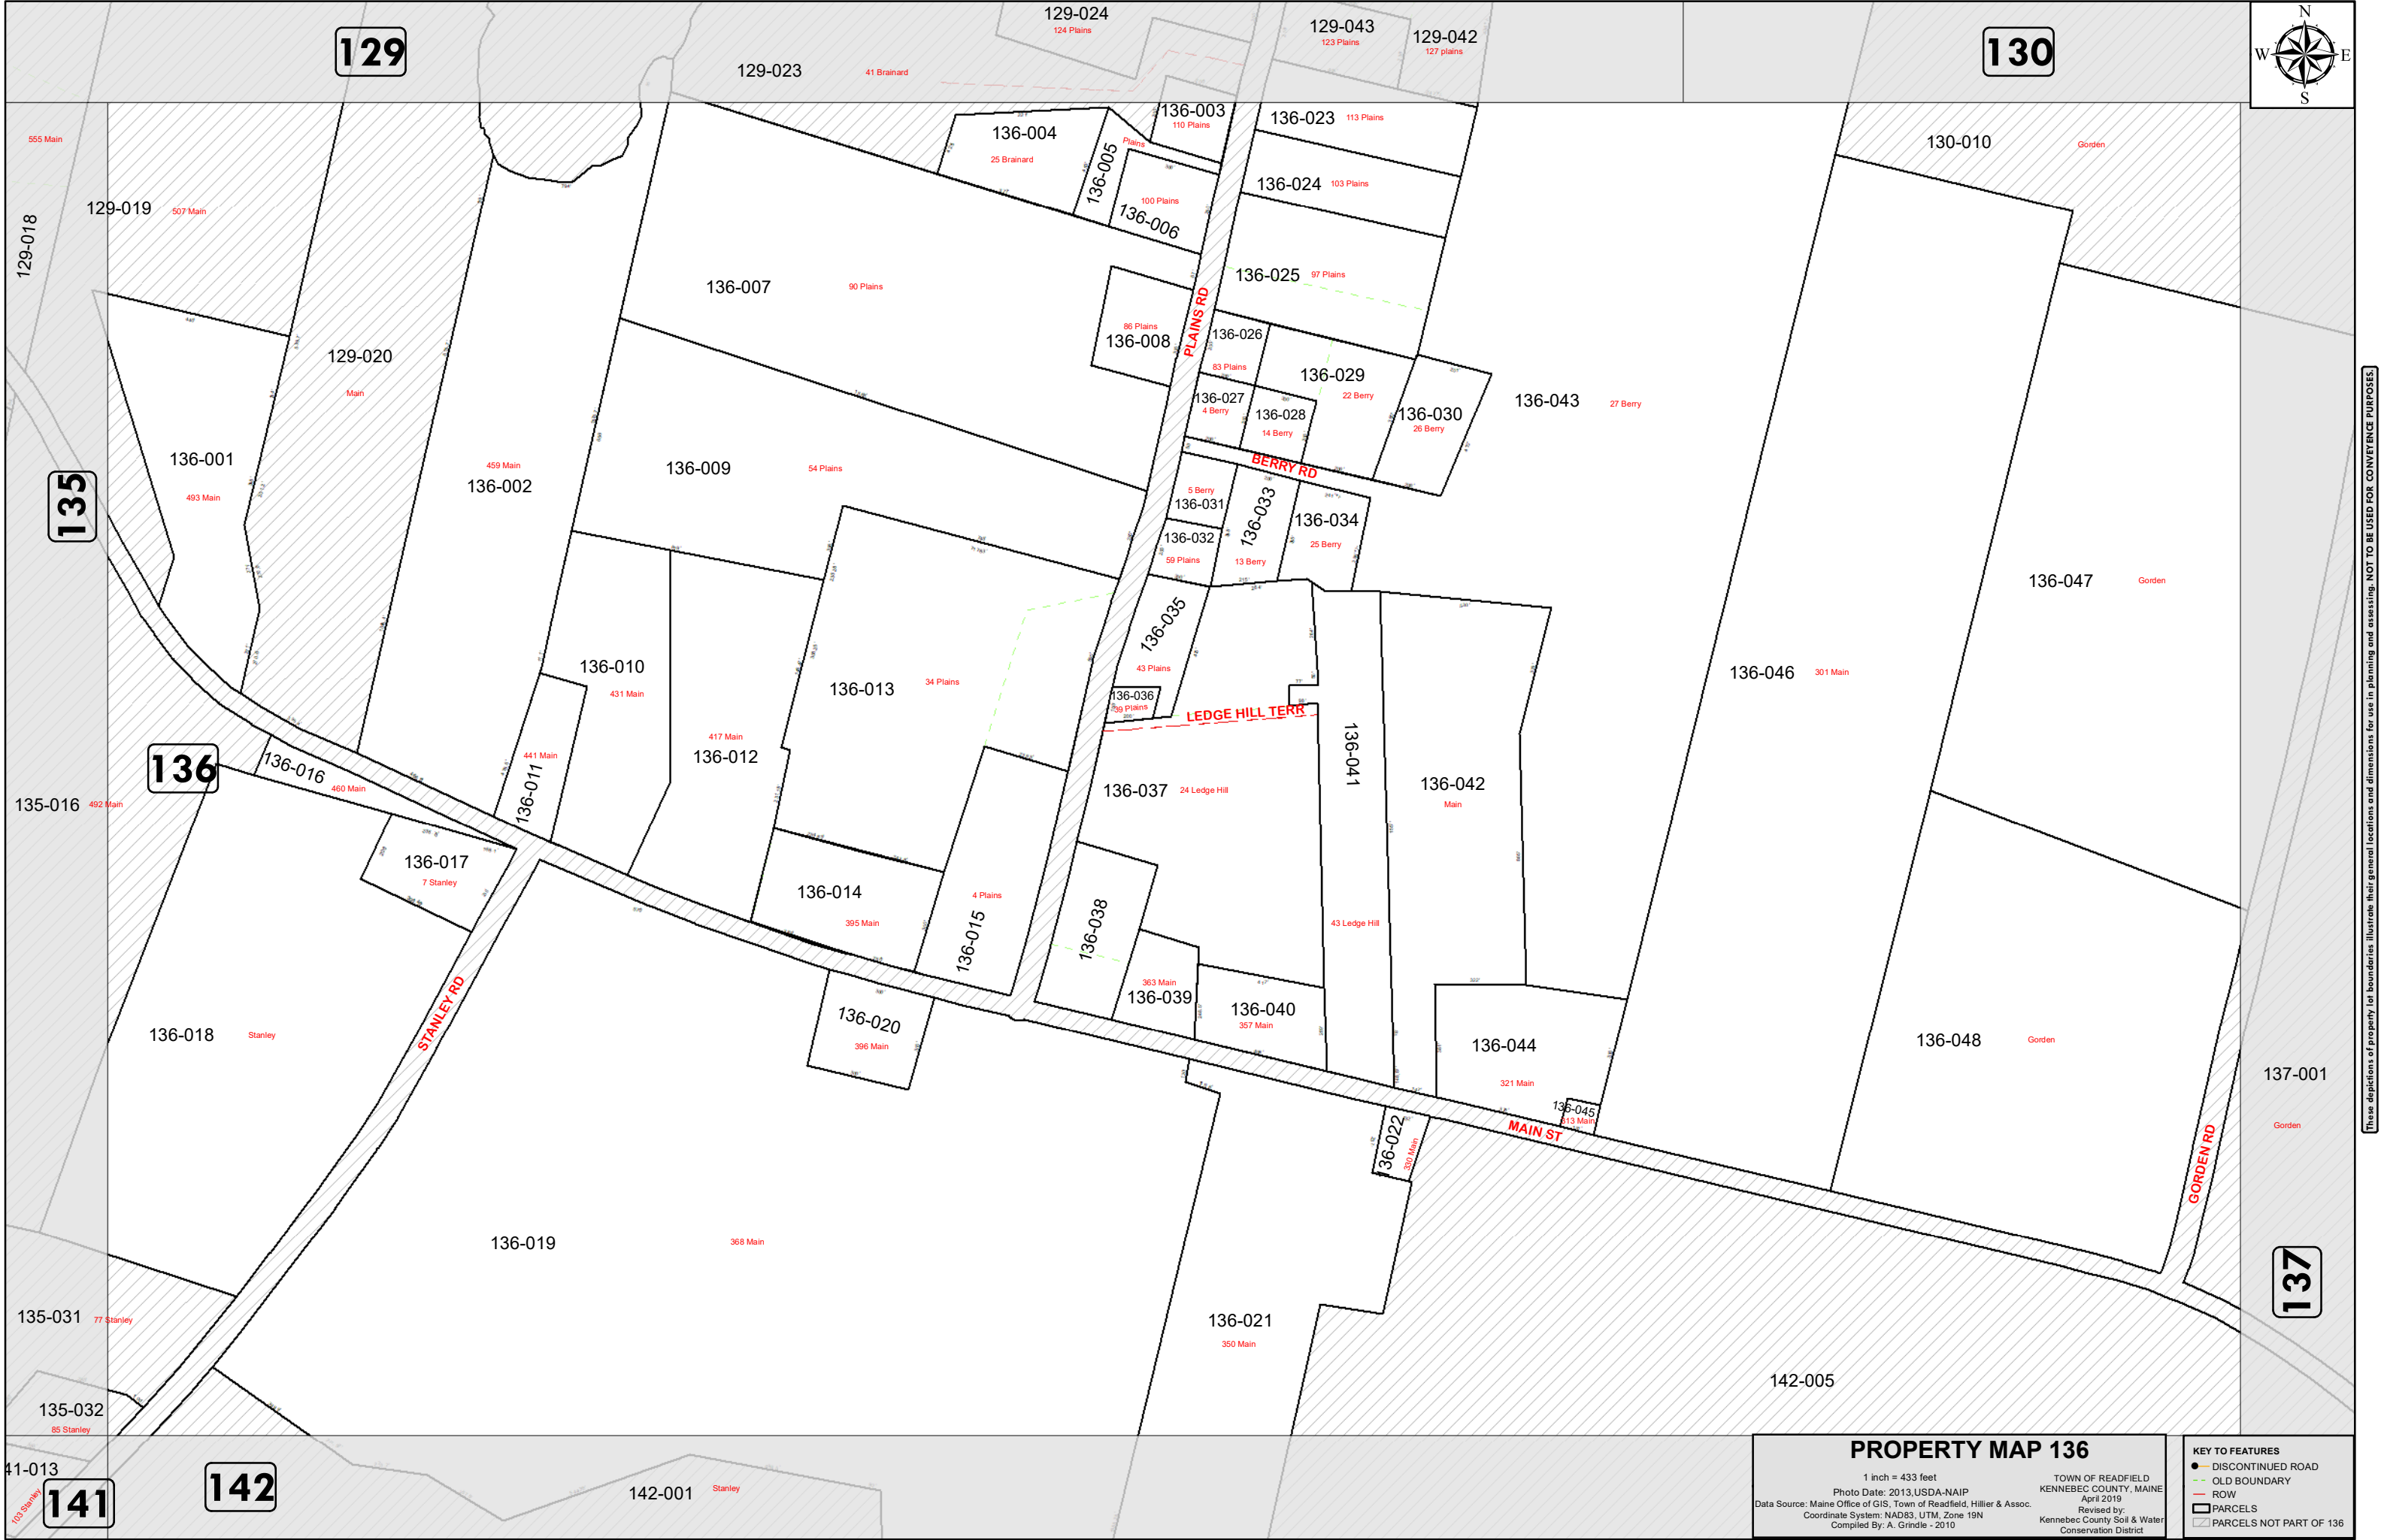 129
129-024
124 Plains
129-043
123 Plains
129-042
127 plains
130
N
W
E
S
129-023
41 Brainard
136-003
110 Plains
136-004
25 Brainard
136-005
Plains
100 Plains
136-006
136-023
113 Plains
136-024
103 Plains
136-025
97 Plains
130-010
Gorden
555 Main
129-018
129-019
507 Main
129-020
Main
136-007
90 Plains
86 Plains
136-008
PLAINS RD
136-026
83 Plains
136-027
4 Berry
136-028
14 Berry
136-029
22 Berry
136-030
26 Berry
136-043
27 Berry
BERRY RD
135
136-001
493 Main
459 Main
136-002
136-009
54 Plains
5 Berry
136-031
136-032
59 Plains
136-033
13 Berry
136-034
25 Berry
136-047
Gorden
136-010
431 Main
136-013
34 Plains
136-035
43 Plains
136-036
39 Plains
LEDGE HILL TERR
136-046
301 Main
136
136-016
460 Main
441 Main
136-011
417 Main
136-012
136-037
24 Ledge Hill
136-041
43 Ledge Hill
136-042
Main
135-016
492 Main
136-017
7 Stanley
136-014
395 Main
4 Plains
136-015
136-038
363 Main
136-039
136-040
357 Main
136-018
Stanley
STANLEY RD
136-020
396 Main
136-044
321 Main
136-045
313 Main
136-048
Gorden
137-001
Gorden
136-022
330 Main
MAIN ST
GORDEN RD
136-019
368 Main
136-021
350 Main
137
135-031
77 Stanley
142-005
135-032
85 Stanley
41-013
103 Stanley
141
142
142-001
Stanley
These depictions of property lot boundaries illustrate their general locations and dimensions for use in planning and assessing. NOT TO BE USED FOR CONVEYENCE PURPOSES.
PROPERTY MAP 136
1 inch = 433 feet
Photo Date: 2013,USDA-NAIP
Data Source: Maine Office of GIS, Town of Readfield, Hillier & Assoc.
Coordinate System: NAD83, UTM, Zone 19N
Compiled By: A. Grindle - 2010
TOWN OF READFIELD
KENNEBEC COUNTY, MAINE
April 2019
Revised by:
Kennebec County Soil & Water
Conservation District
KEY TO FEATURES
DISCONTINUED ROAD
OLD BOUNDARY
ROW
PARCELS
PARCELS NOT PART OF 136